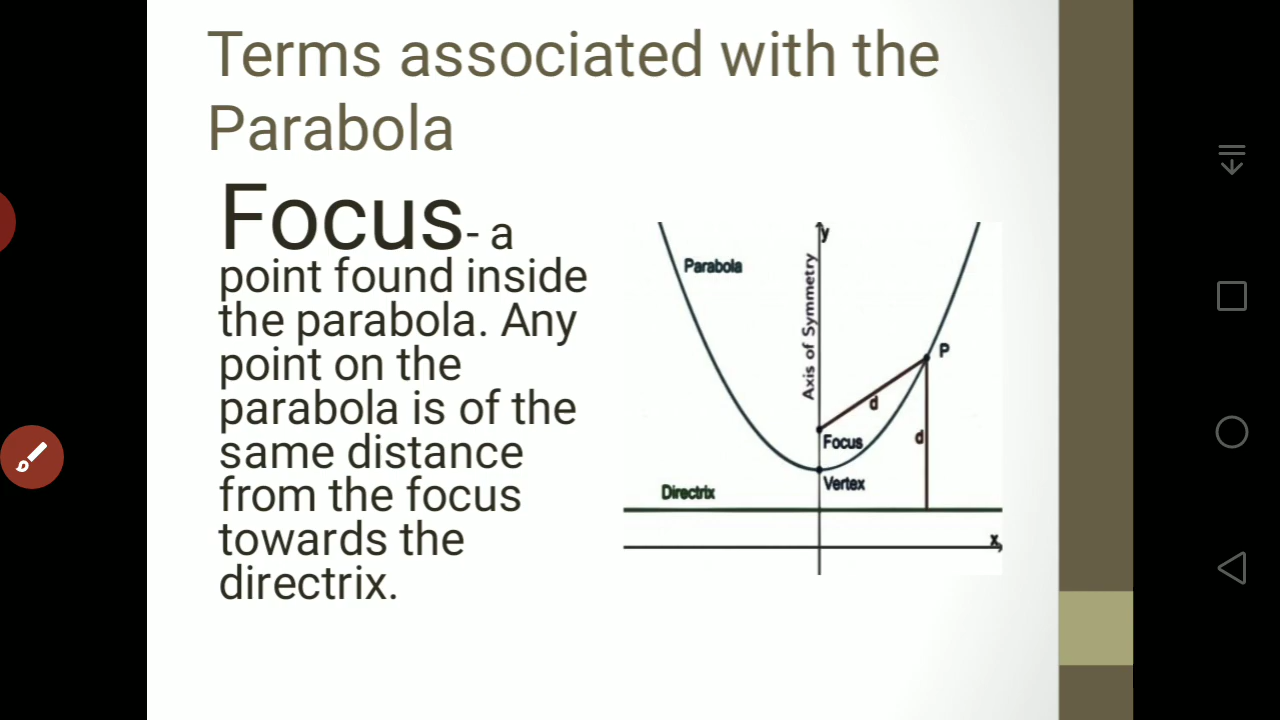 Terms associated with the
Parabola
Focus- a
point found inside
the parabola. Any
point on the
parabola is of the
same distance
from the focus
towards the
directrix.
y
Parabola
Axis of Symmetry
P
d
Focus
d
Vertex
Directrix
x